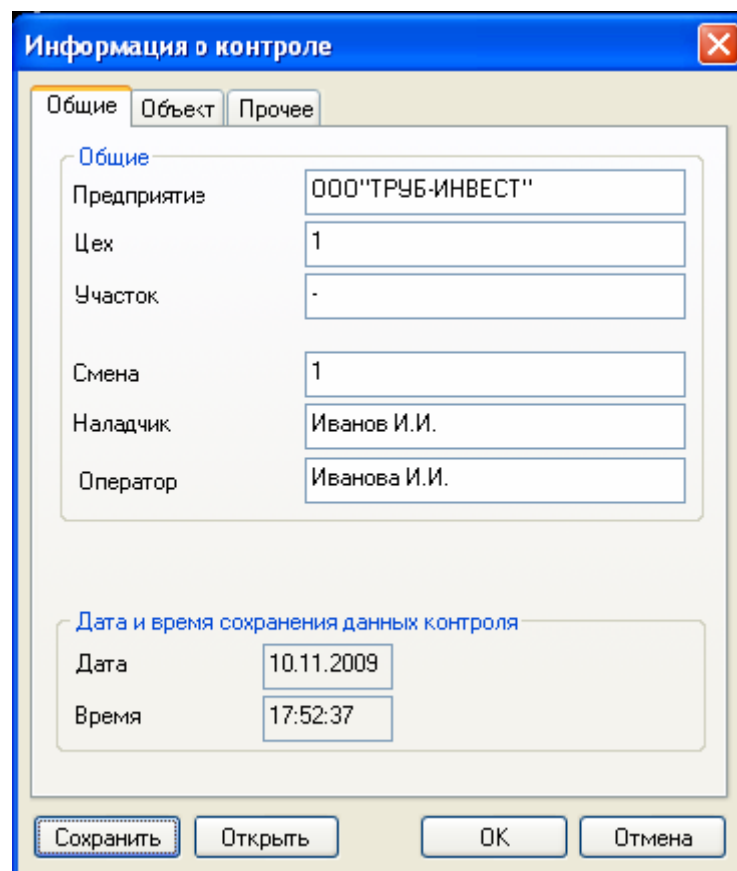 Информация о контроле
Общие Объект Прочее
Общие
Предприятие ООО"ТРУБ-ИНВЕСТ"
Цех 1
Участок -
Смена 1
Наладчик Иванов И.И.
Оператор Иванова И.И.
Дата и время сохранения данных контроля
Дата 10.11.2009
Время 17:52:37
Сохранить Открыть OK Отмена